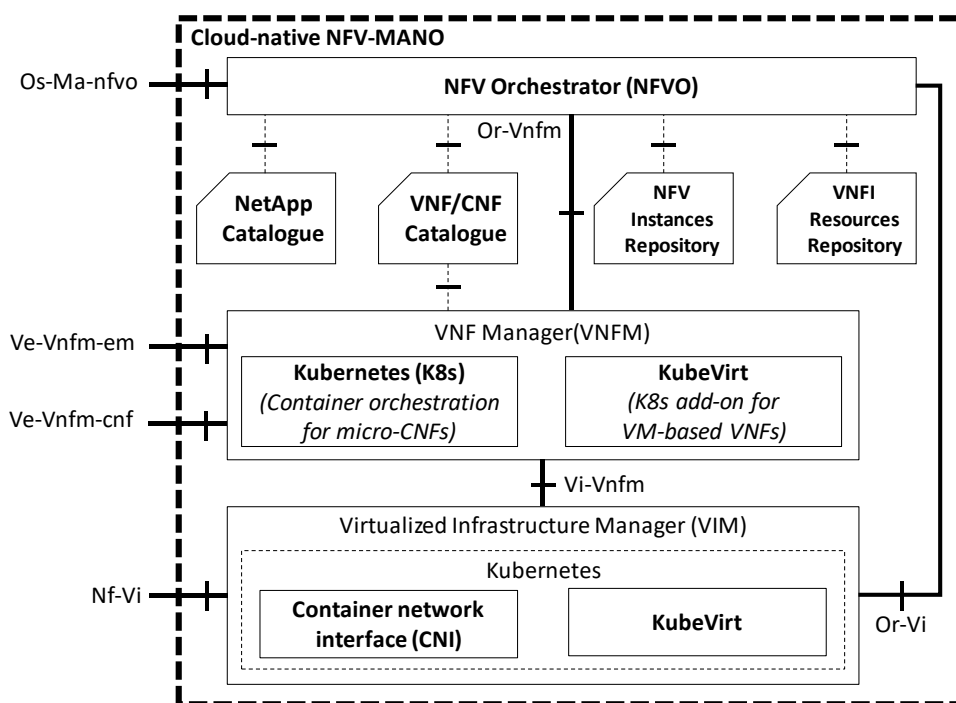 Cloud-native NFV-MANO
Os-Ma-nfvo
NFV Orchestrator (NFVO)
Or-Vnfm
NetApp
Catalogue
VNF/CNF
Catalogue
NFV
Instances
Repository
VNFI
Resources
Repository
Ve-Vnfm-em
VNF Manager(VNFM)
Kubernetes (K8s)
(Container orchestration
for micro-CNFs)
KubeVirt
(K8s add-on for
VM-based VNFs)
Ve-Vnfm-cnf
Vi-Vnfm
Virtualized Infrastructure Manager (VIM)
Kubernetes
Nf-Vi
Container network
interface (CNI)
KubeVirt
Or-Vi